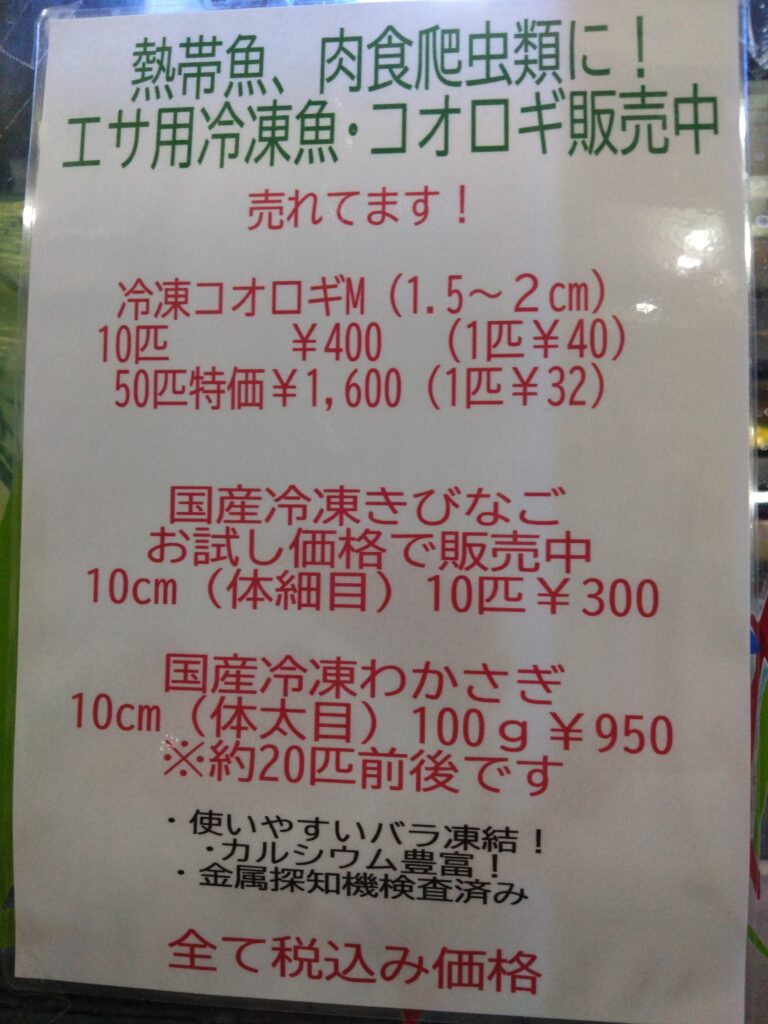 熱帯魚、肉食爬虫類に！
エサ用冷凍魚・コオロギ販売中
売れてます！
冷凍コオロギM（1.5～２cm）
10匹　　　￥400　（1匹￥40）
50匹特価￥1,600（1匹￥32）
国産冷凍きびなご
お試し価格で販売中
10cm（体細目）10匹￥300
国産冷凍わかさぎ
10cm（体太目）100ｇ￥950
※約20匹前後です
・使いやすいバラ凍結！
・カルシウム豊富！
・金属探知機検査済み
全て税込み価格